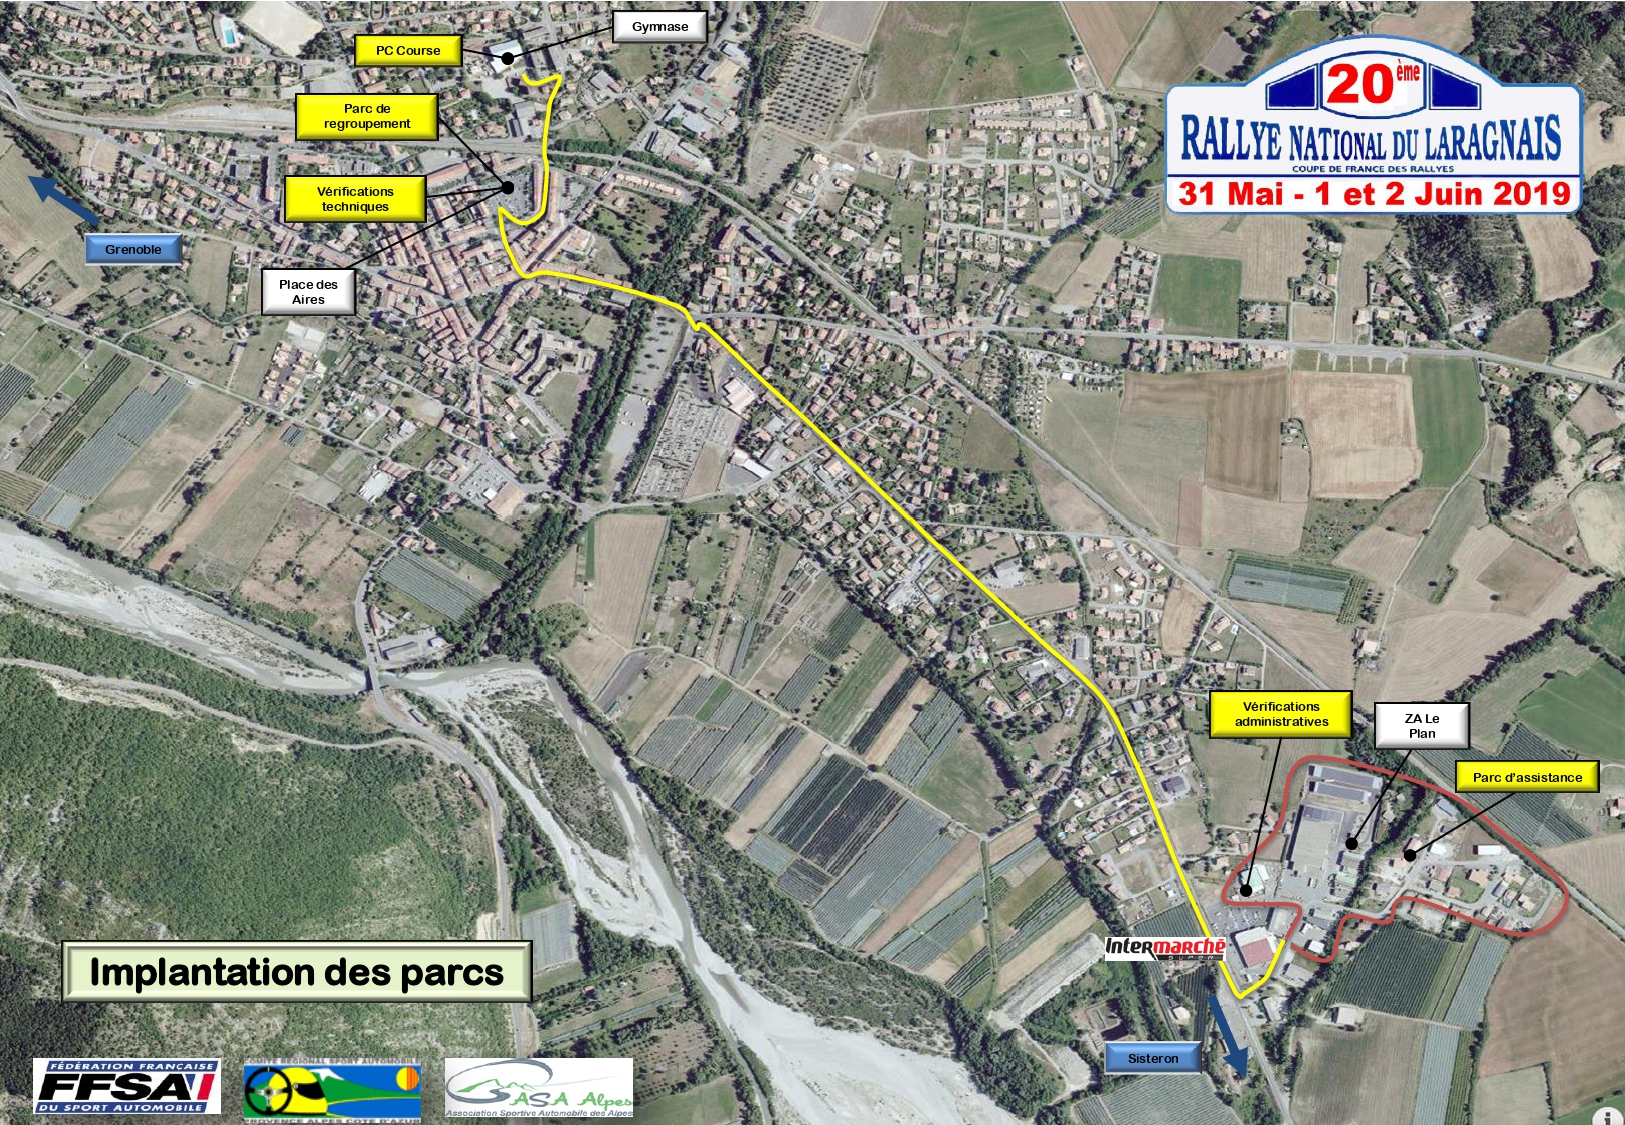 Gymnase
PC Course
20ème
Parc de
regroupement
RALLYE NATIONAL DU LARAGNAIS
COUPE DE FRANCE DES RALLYES
31 Mai - 1 et 2 Juin 2019
Vérifications
techniques
Grenoble
Place des
Aires
Vérifications
administratives
ZA Le
Plan
Parc d'assistance
Intermarché
SUPER
Implantation des parcs
Sisteron
FÉDÉRATION FRANÇAISE
FFSA
DU SPORT AUTOMOBILE
COMITE REGIONAL SPORT AUTOMOBILE
PROVENCE ALPES COTE D'AZUR
ASA Alpes
Association Sportive Automobile des Alpes